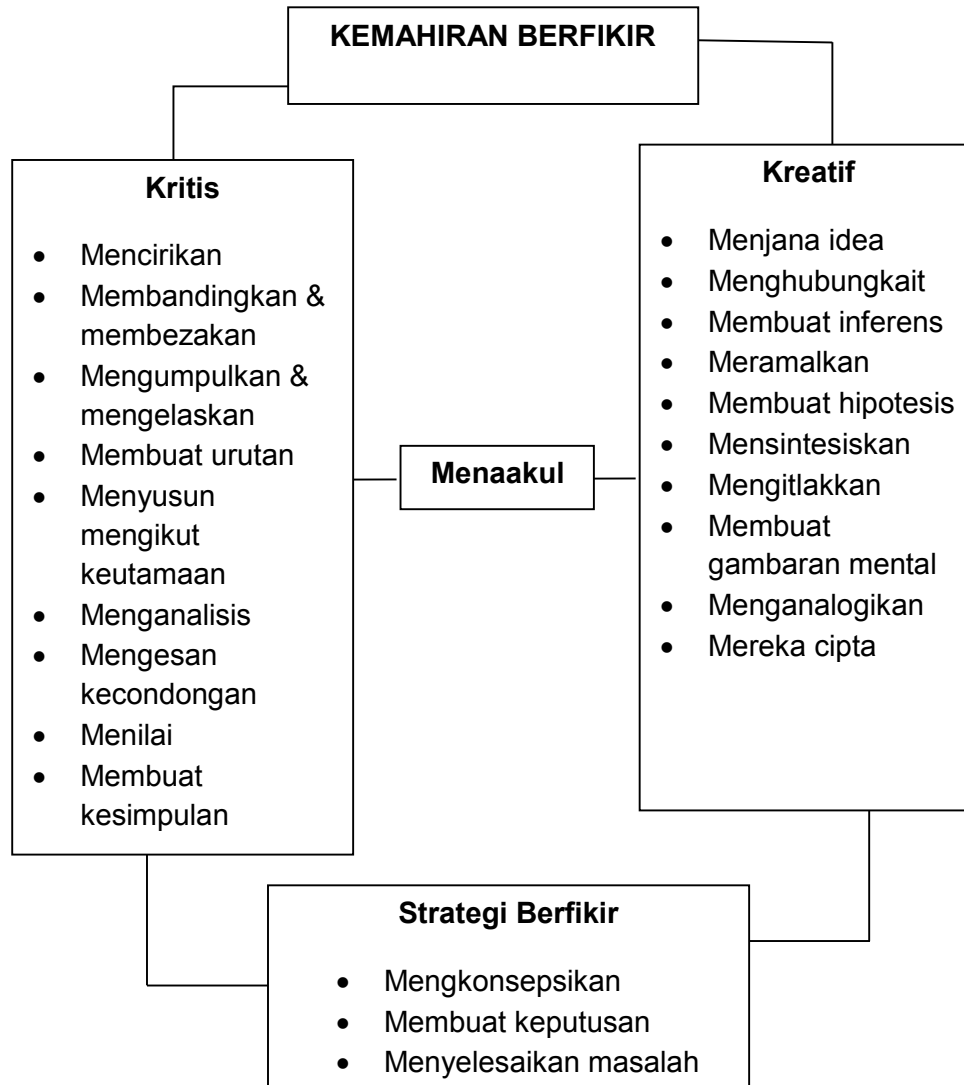 KEMAHIRAN BERFIKIR
Kritis
• Mencirikan
• Membandingkan &
membezakan
• Mengumpulkan &
mengelaskan
• Membuat urutan
• Menyusun
mengikut
keutamaan
• Menganalisis
• Mengesan
kecondongan
• Menilai
• Membuat
kesimpulan
Menaakul
Kreatif
• Menjana idea
• Menghubungkait
• Membuat inferens
• Meramalkan
• Membuat hipotesis
• Mensintesiskan
• Mengitlakkan
• Membuat
gambaran mental
• Menganalogikan
• Mereka cipta
Strategi Berfikir
• Mengkonsepsikan
• Membuat keputusan
• Menyelesaikan masalah